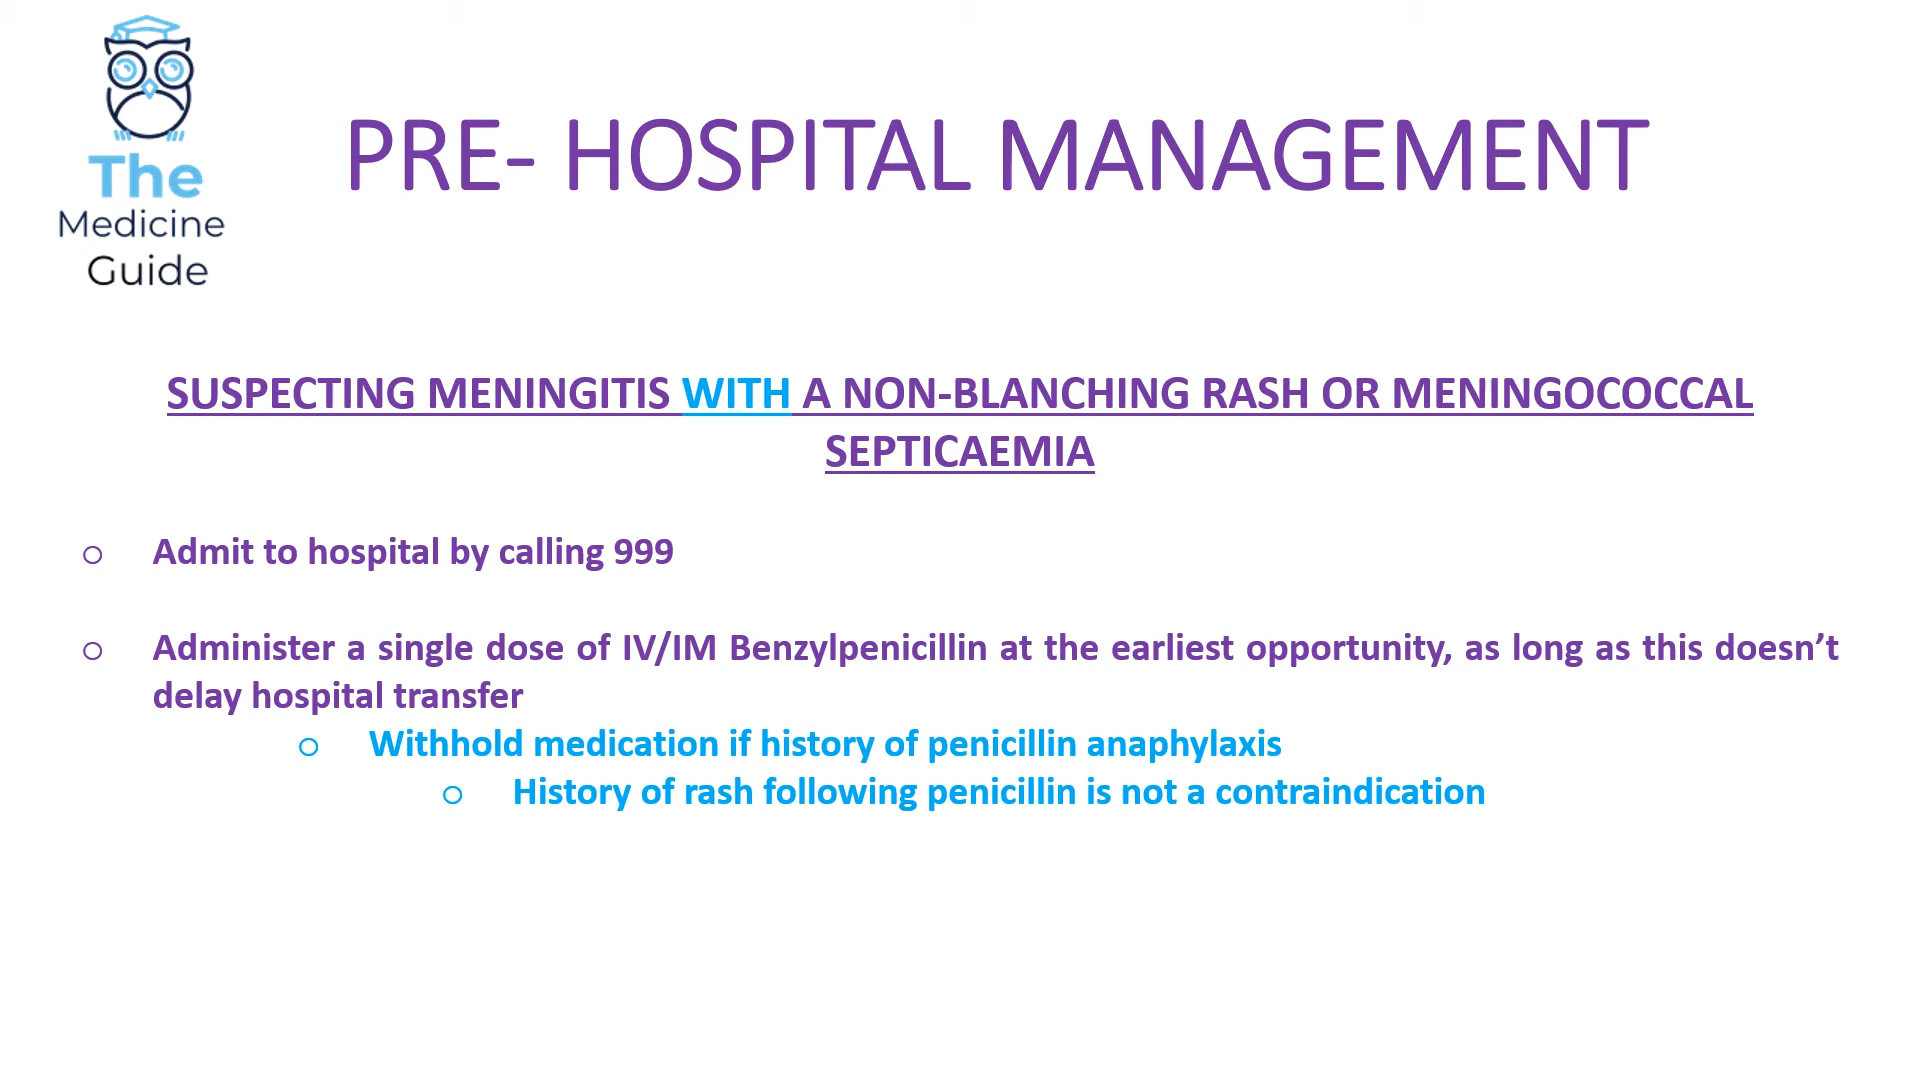 The
Medicine
Guide
PRE- HOSPITAL MANAGEMENT
SUSPECTING MENINGITIS WITH A NON-BLANCHING RASH OR MENINGOCOCCAL
SEPTICAEMIA
o Admit to hospital by calling 999
o Administer a single dose of IV/IM Benzylpenicillin at the earliest opportunity, as long as this doesn’t
delay hospital transfer
o Withhold medication if history of penicillin anaphylaxis
o History of rash following penicillin is not a contraindication